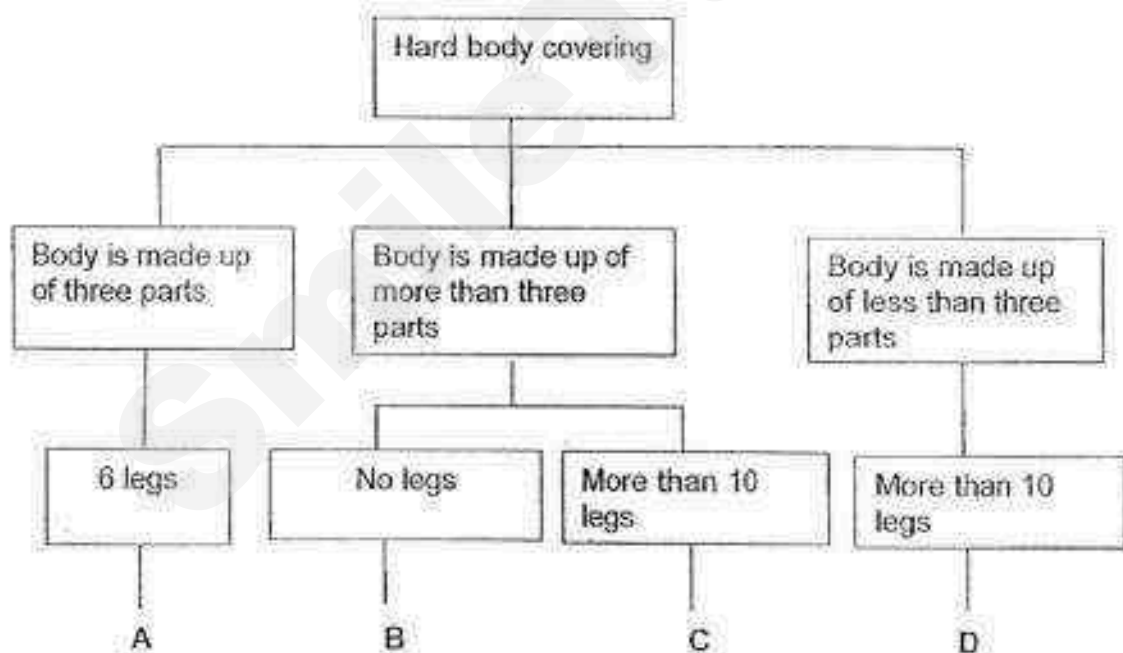 Hard body covering
Body is made up
of three parts
Body is made up of
more than three
parts
Body is made up
of less than three
parts
6 legs
No legs
More than 10
legs
More than 10
legs
A
B
C
D